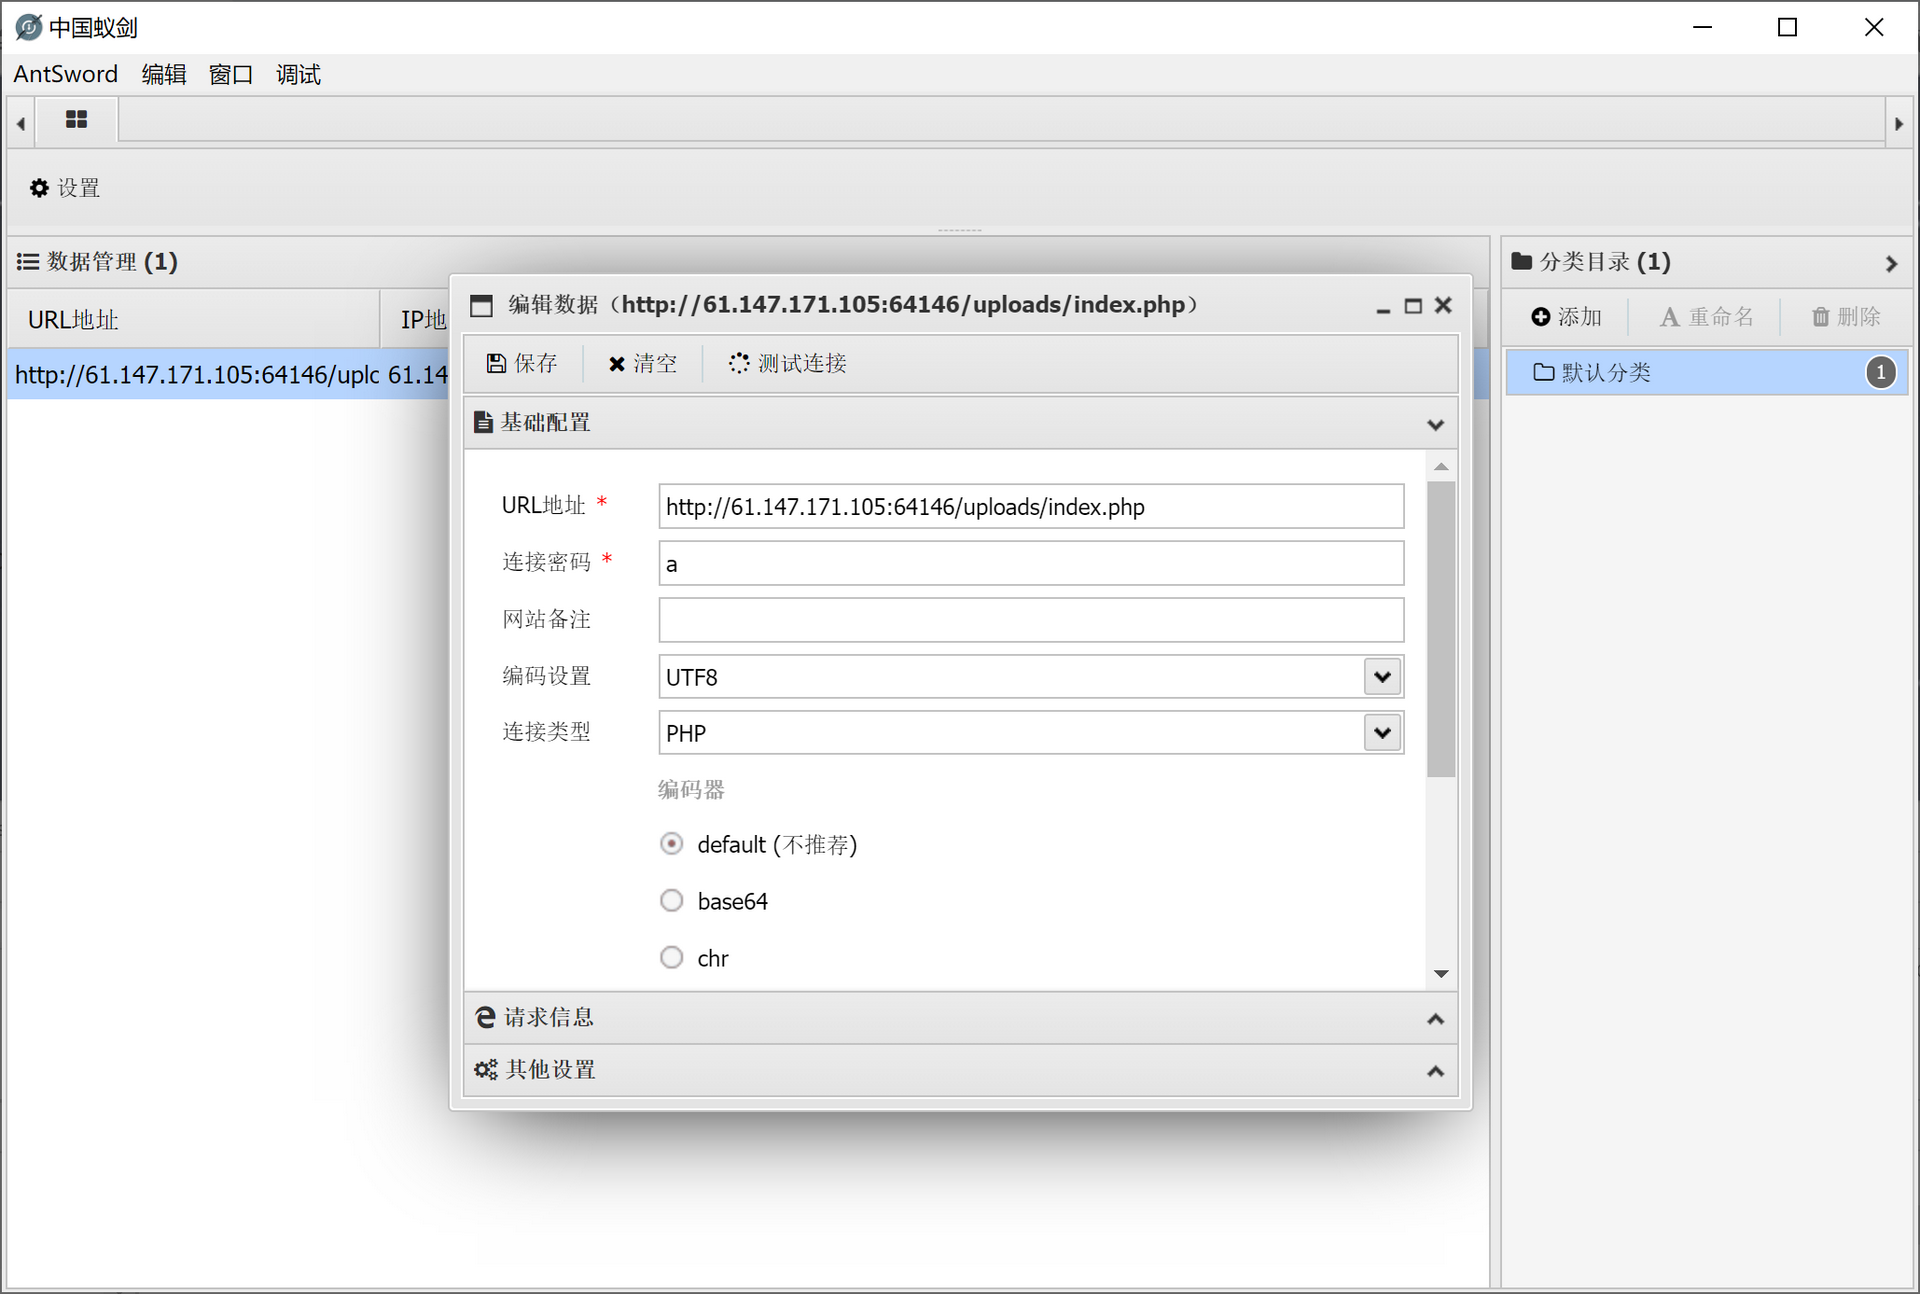 中国蚁剑
AntSword 编辑 窗口 调试
设置
数据管理 (1)
URL地址 IP地
http://61.147.171.105:64146/uplc 61.14
分类目录 (1)
添加 重命名 删除
默认分类 1
编辑数据（http://61.147.171.105:64146/uploads/index.php）
保存 清空 测试连接
基础配置
URL地址 * http://61.147.171.105:64146/uploads/index.php
连接密码 * a
网站备注
编码设置 UTF8
连接类型 PHP
编码器
default (不推荐)
base64
chr
请求信息
其他设置